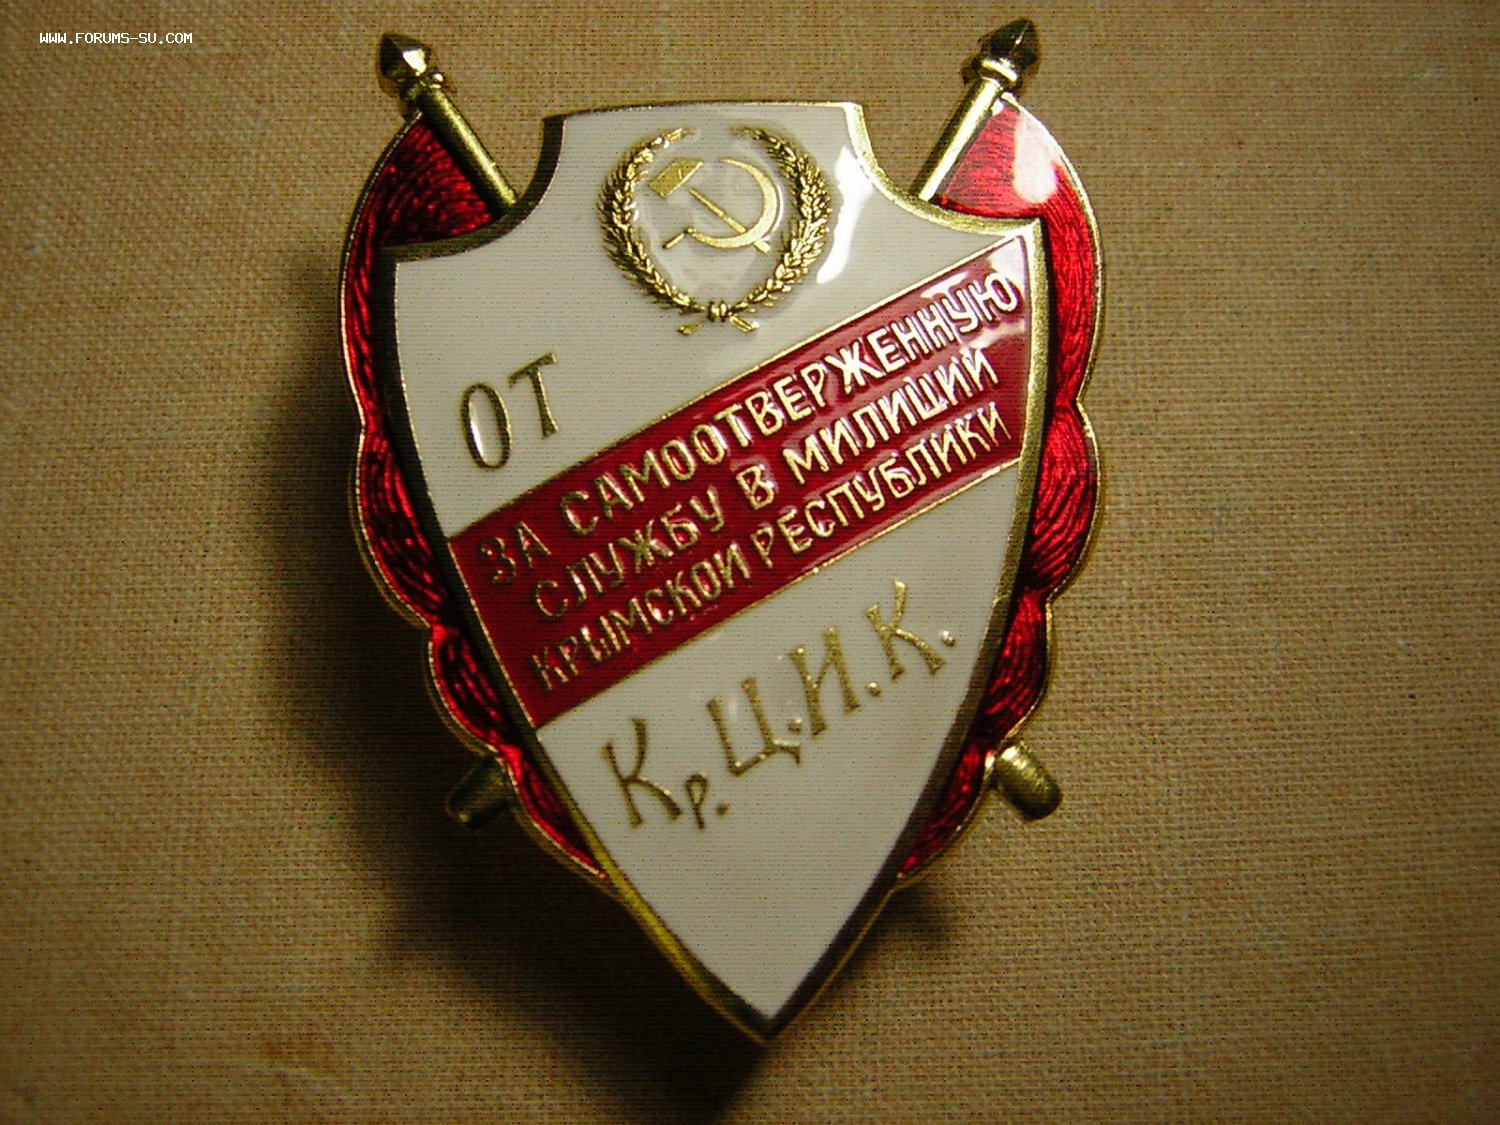 WWW.FORUMS-SU.COM
ОТ
ЗА САМООТВЕРЖЕННУЮ
СЛУЖБУ В МИЛИЦИИ
КРЫМСКОЙ РЕСПУБЛИКИ
Кр. Ц.И.К.